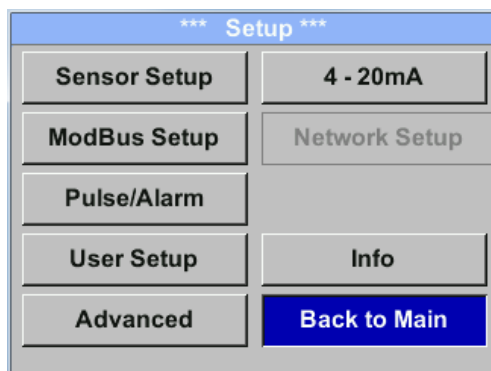 *** Setup ***
Sensor Setup
4 - 20mA
ModBus Setup
Network Setup
Pulse/Alarm
User Setup
Info
Advanced
Back to Main